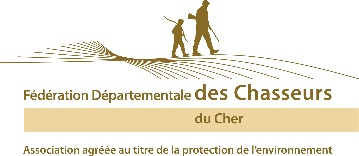 Fédération Départementale des Chasseurs
du Cher
Association agréée au titre de la protection de l'environnement